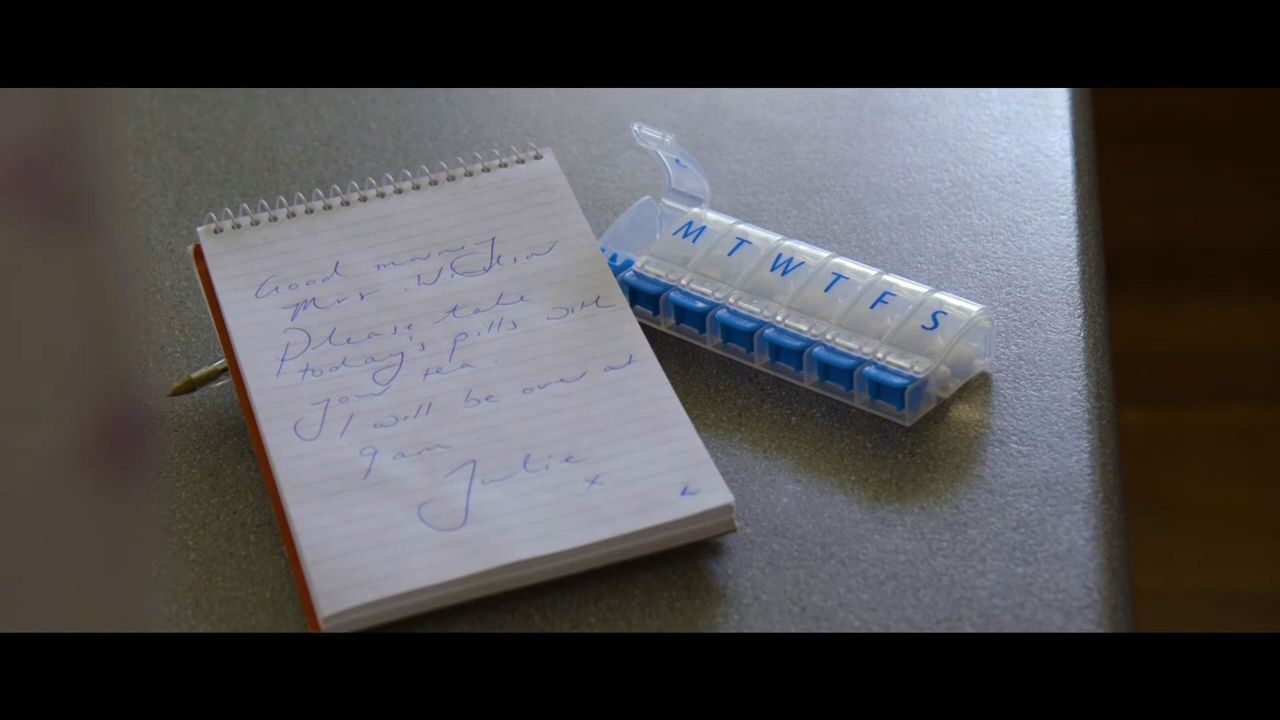 Good morning
Mrs
Please take
today's pills with
your tea.
I will be over at
9am.
Julie
x
M T W T F S